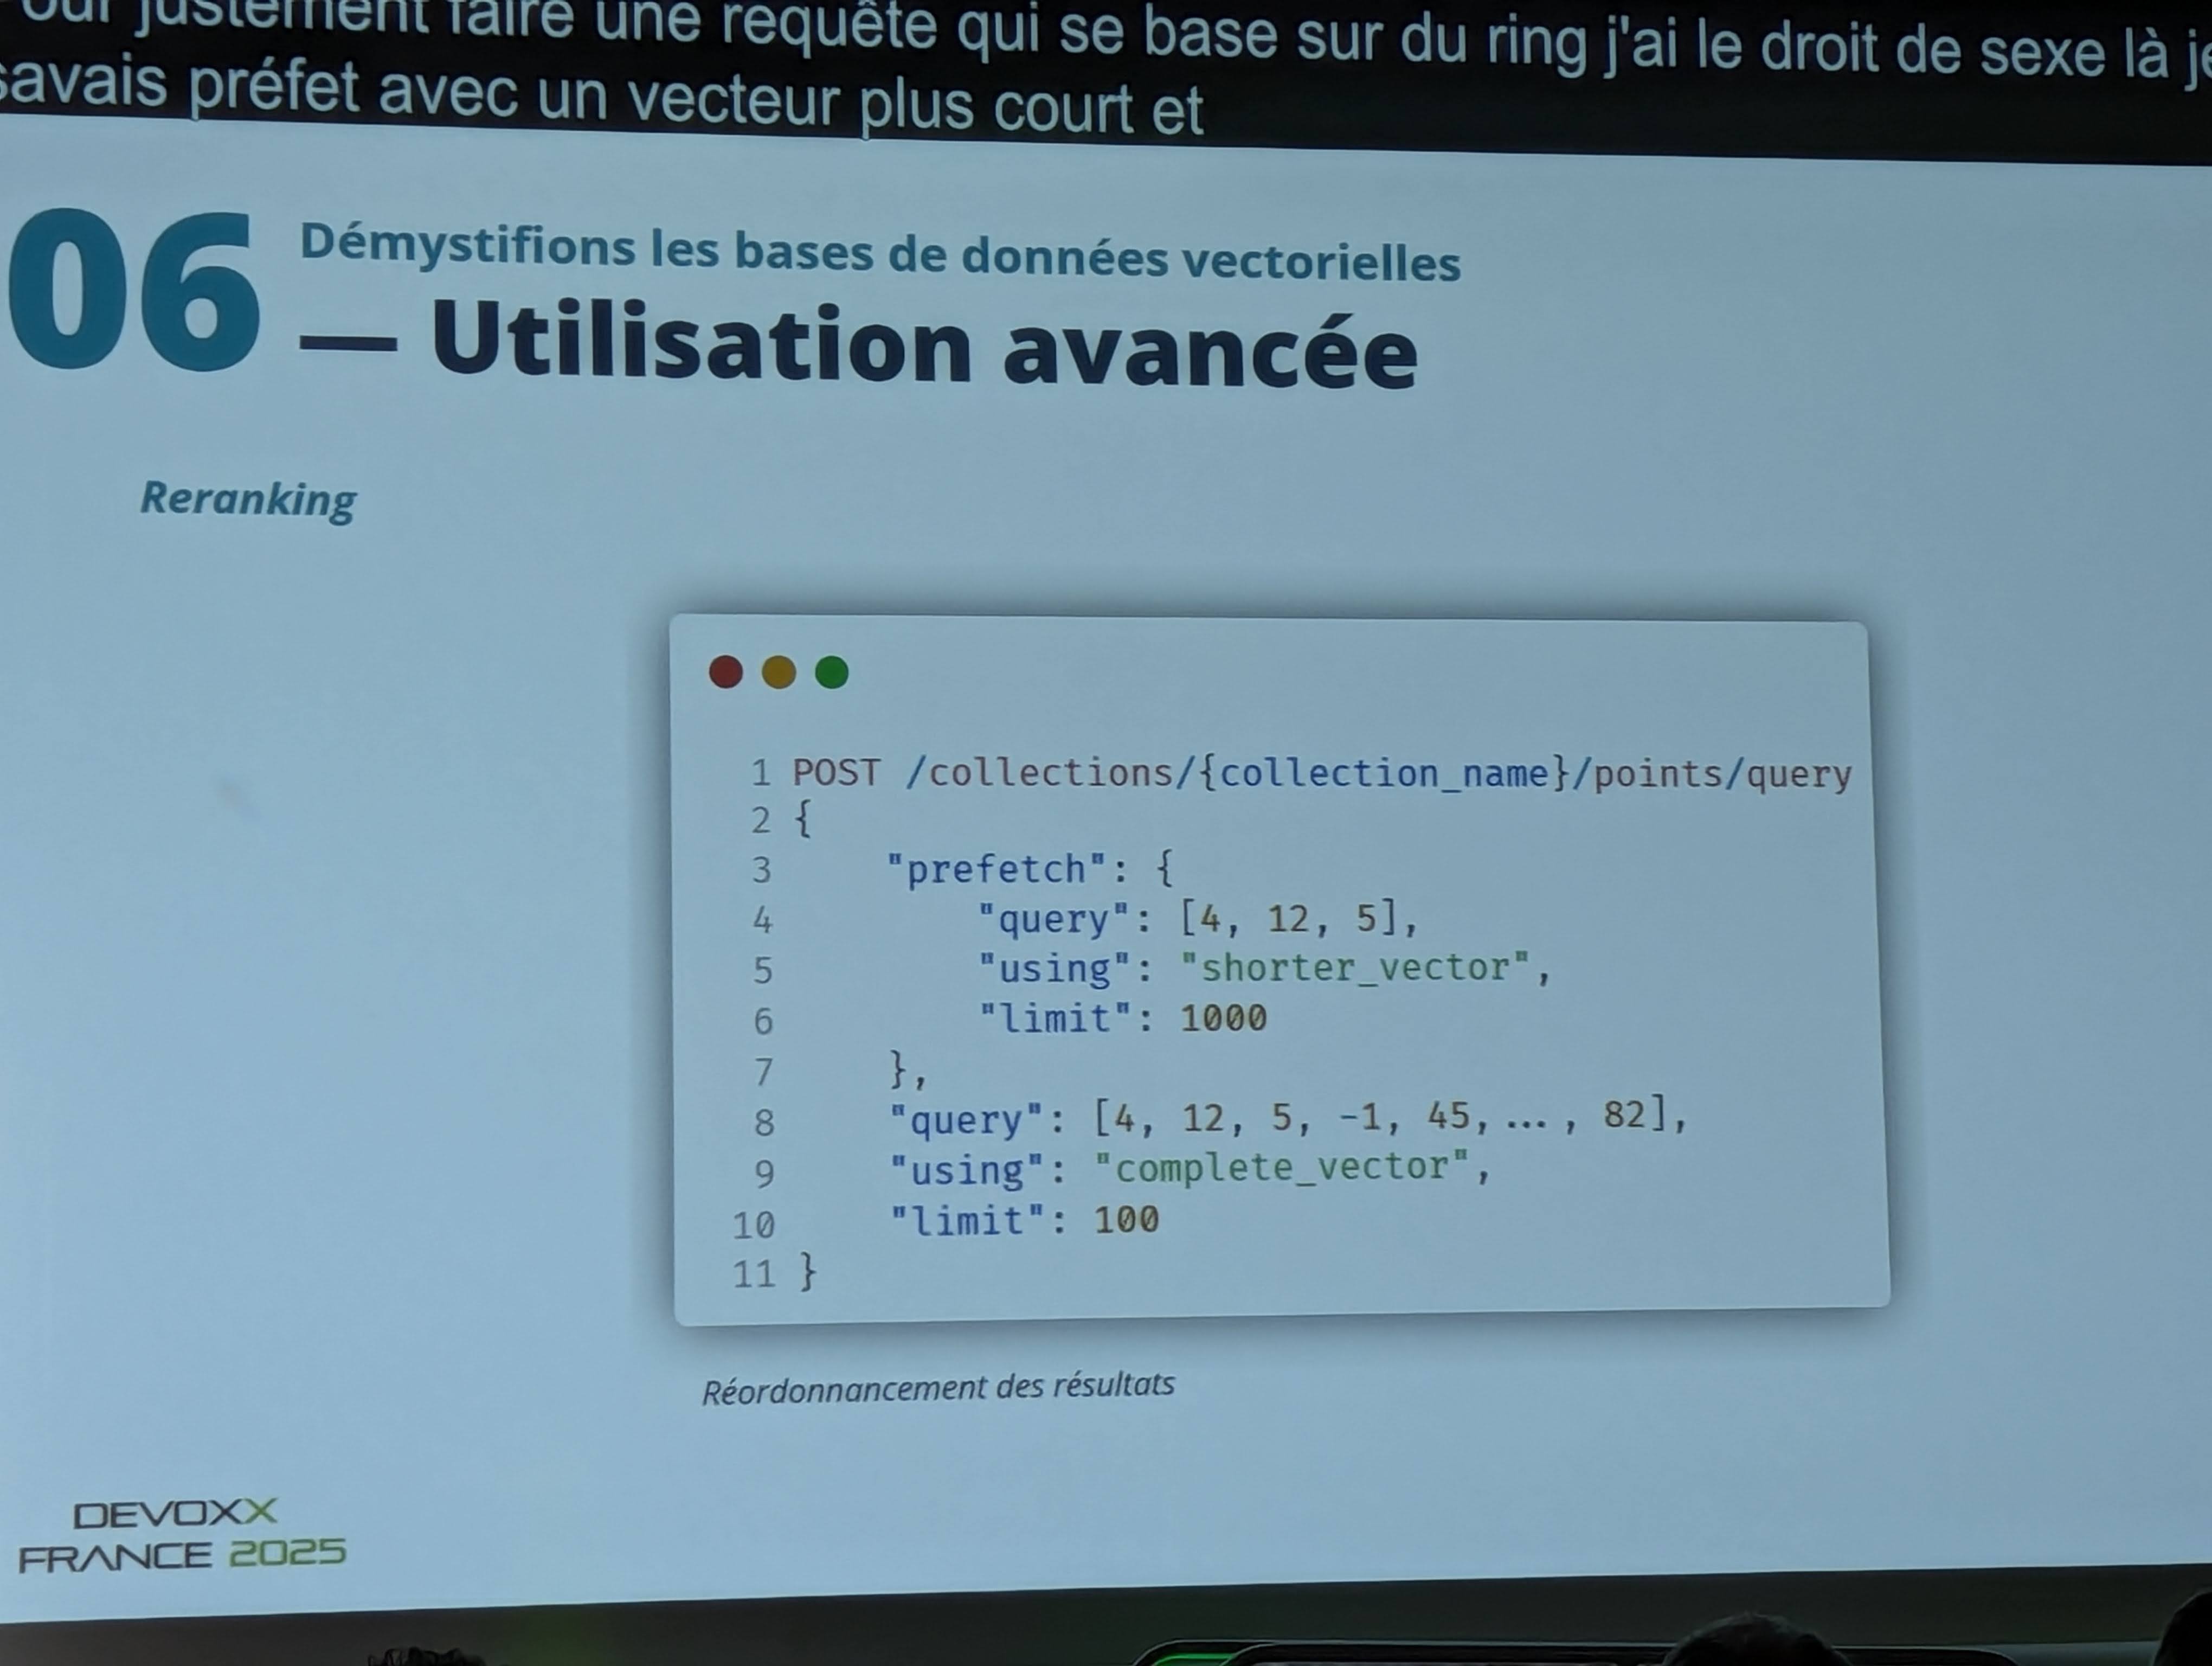 justement faire une requête qui se base sur du ring j'ai le droit de sexe là
savais préfet avec un vecteur plus court et
06
Démystifions les bases de données vectorielles
— Utilisation avancée
Reranking
1 POST /collections/{collection_name}/points/query
2 {
3 "prefetch": {
4 "query": [4, 12, 5],
5 "using": "shorter_vector",
6 "limit": 1000
7 },
8 "query": [4, 12, 5, -1, 45, ... , 82],
9 "using": "complete_vector",
10 "limit": 100
11 }
Réordonnancement des résultats
DEVOXX
FRANCE 2025